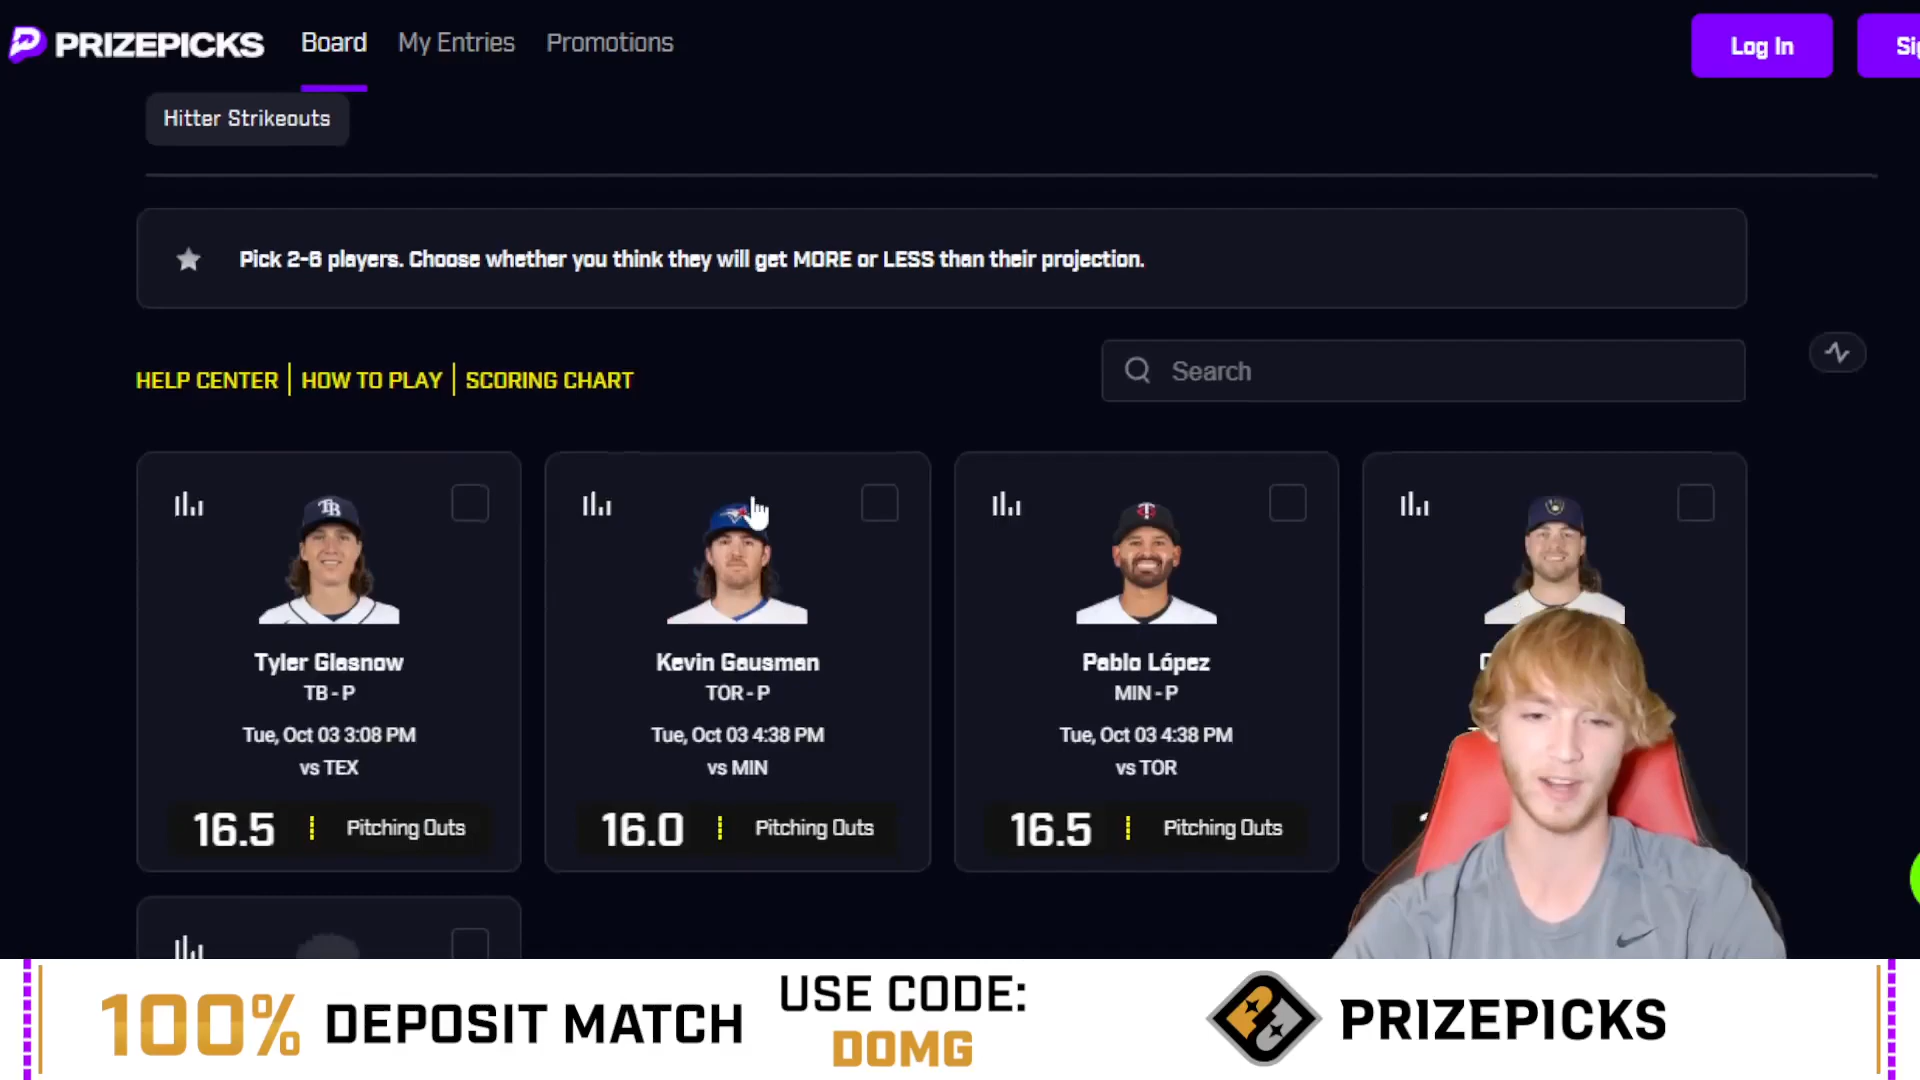 PRIZEPICKS Board My Entries Promotions Log In
Hitter Strikeouts
Pick 2-6 players. Choose whether you think they will get MORE or LESS than their projection.
HELP CENTER HOW TO PLAY SCORING CHART
Search
TB
Tyler Glasnow
TB - P
Tue, Oct 03 3:08 PM
vs TEX
16.5 Pitching Outs
Kevin Gausman
TOR - P
Tue, Oct 03 4:38 PM
vs MIN
16.0 Pitching Outs
Pablo López
MIN - P
Tue, Oct 03 4:38 PM
vs TOR
16.5 Pitching Outs
100% DEPOSIT MATCH
USE CODE:
DOMG
PRIZEPICKS